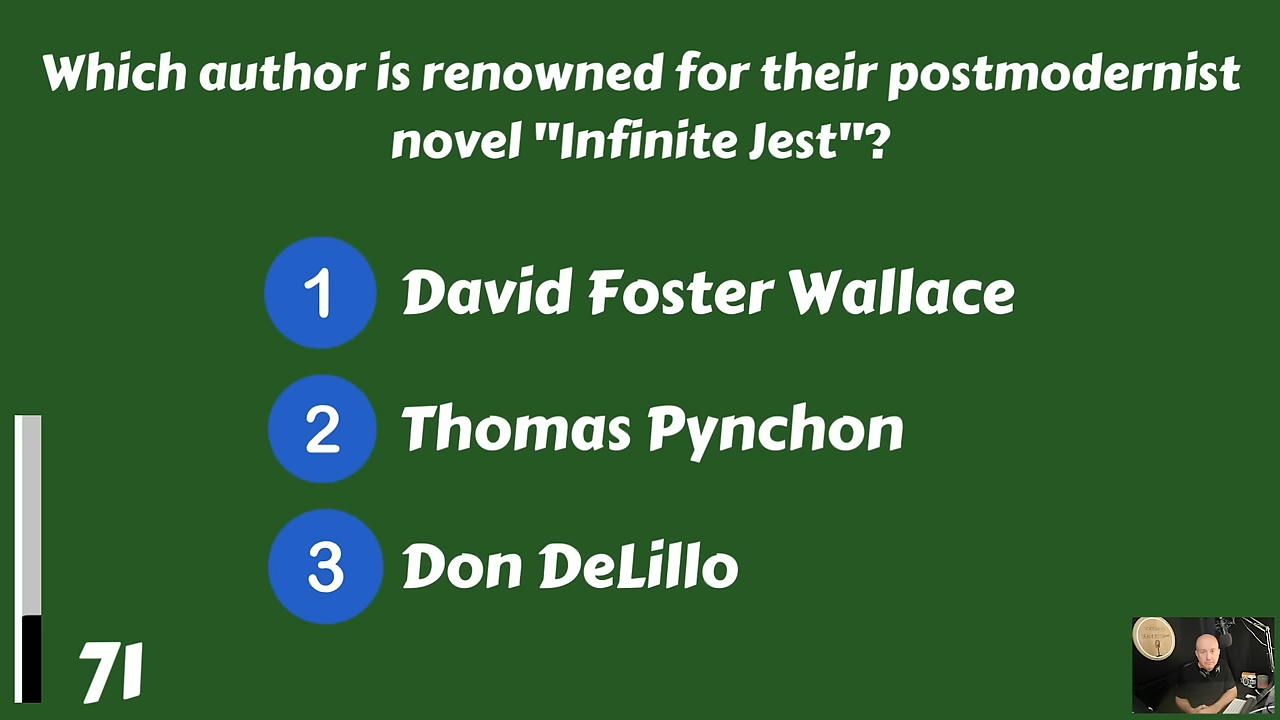 Which author is renowned for their postmodernist
novel "Infinite Jest"?
1 David Foster Wallace
2 Thomas Pynchon
3 Don DeLillo
71